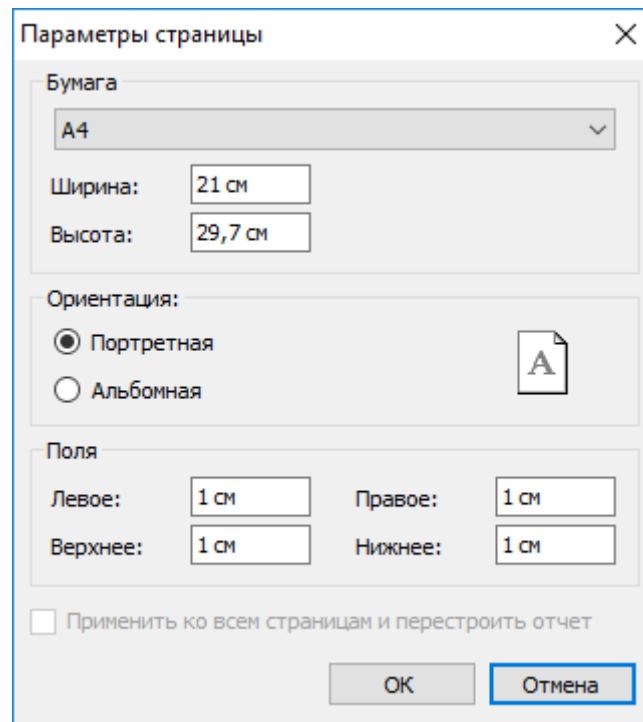 Параметры страницы
Бумага
A4
Ширина: 21 см
Высота: 29,7 см
Ориентация:
Портретная
A
Альбомная
Поля
Левое: 1 см Правое: 1 см
Верхнее: 1 см Нижнее: 1 см
Применить ко всем страницам и перестроить отчет
OK Отмена